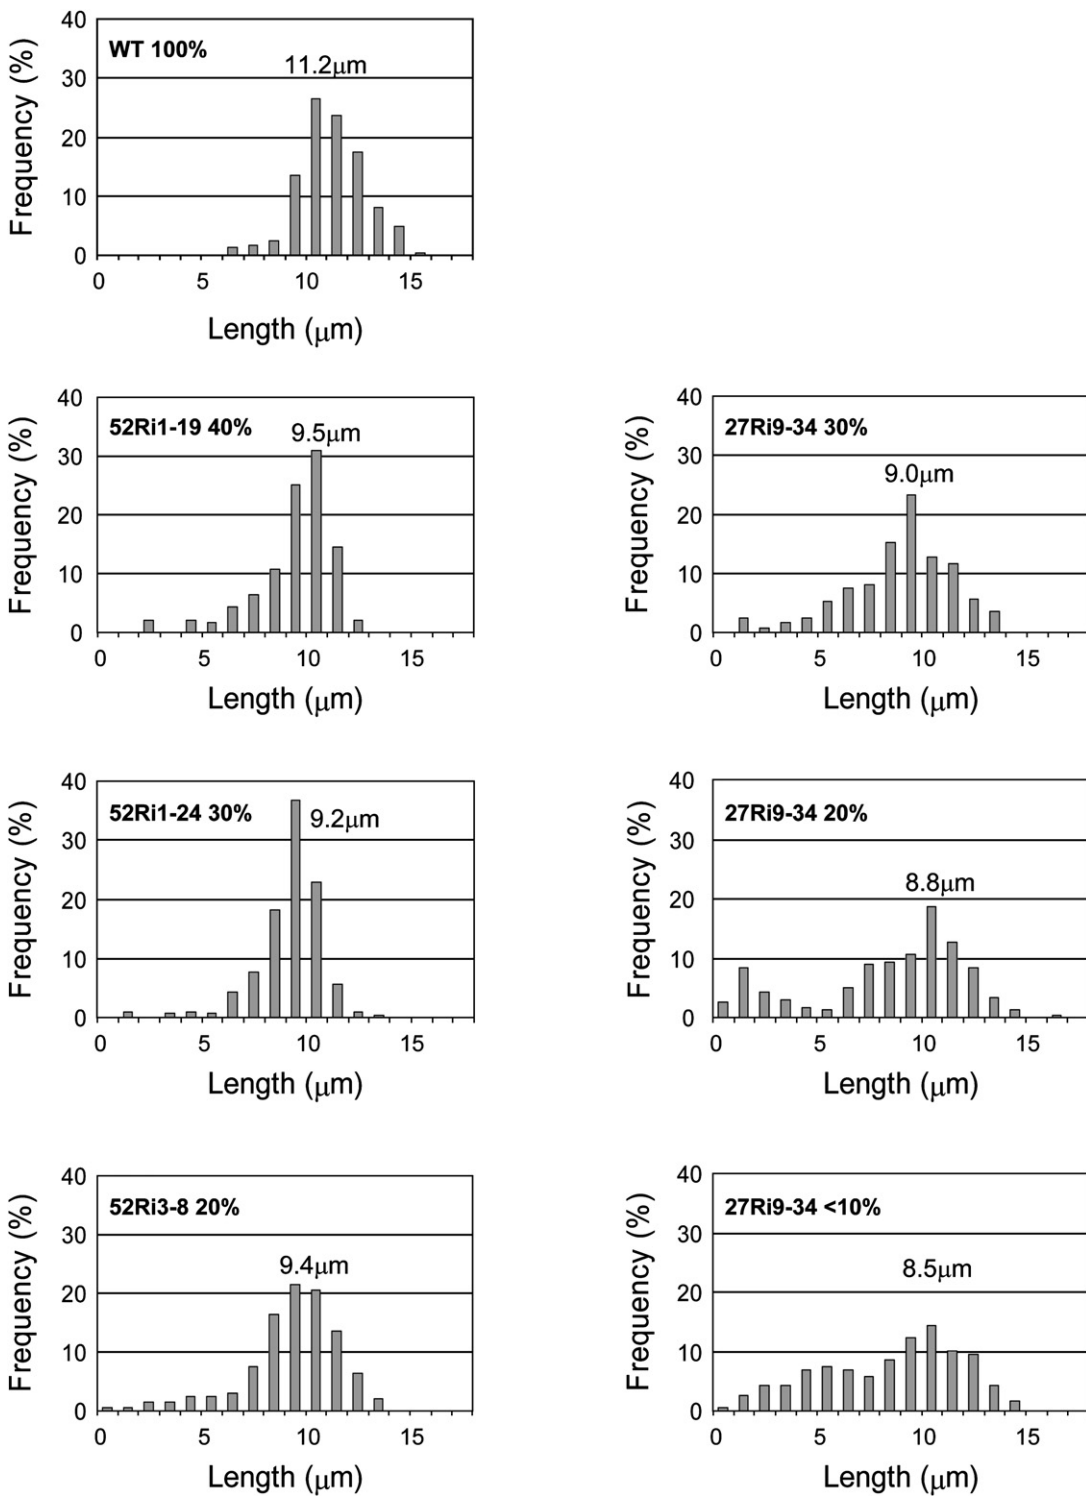 WT 100%
11.2μm
Frequency (%)
40
30
20
10
0
0 5 10 15
Length (μm)
52Ri1-19 40%
9.5μm
Frequency (%)
40
30
20
10
0
0 5 10 15
Length (μm)
27Ri9-34 30%
9.0μm
Frequency (%)
40
30
20
10
0
0 5 10 15
Length (μm)
52Ri1-24 30%
9.2μm
Frequency (%)
40
30
20
10
0
0 5 10 15
Length (μm)
27Ri9-34 20%
8.8μm
Frequency (%)
40
30
20
10
0
0 5 10 15
Length (μm)
52Ri3-8 20%
9.4μm
Frequency (%)
40
30
20
10
0
0 5 10 15
Length (μm)
27Ri9-34 <10%
8.5μm
Frequency (%)
40
30
20
10
0
0 5 10 15
Length (μm)